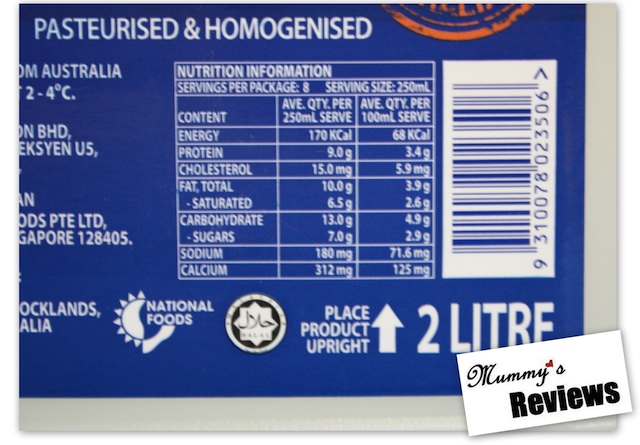 PASTEURISED & HOMOGENISED
OM AUSTRALIA
2 - 4°C.
BHD,
EKSYEN U5,
AN
ODS PTE LTD,
GAPORE 128405.
OCKLANDS,
ALIA
NUTRITION INFORMATION
SERVINGS PER PACKAGE: 8 SERVING SIZE: 250mL
CONTENT AVE. QTY. PER 250mL SERVE AVE. QTY. PER 100mL SERVE
ENERGY 170 KCal 68 KCal
PROTEIN 9.0 g 3.4 g
CHOLESTEROL 15.0 mg 5.9 mg
FAT, TOTAL 10.0 g 3.9 g
- SATURATED 6.5 g 2.6 g
CARBOHYDRATE 13.0 g 4.9 g
- SUGARS 7.0 g 2.9 g
SODIUM 180 mg 71.6 mg
CALCIUM 312 mg 125 mg
9 310078 023506 >
NATIONAL
FOODS
حلال
HALAL
PLACE
PRODUCT
UPRIGHT
2 LITRE
Mummy's
Reviews